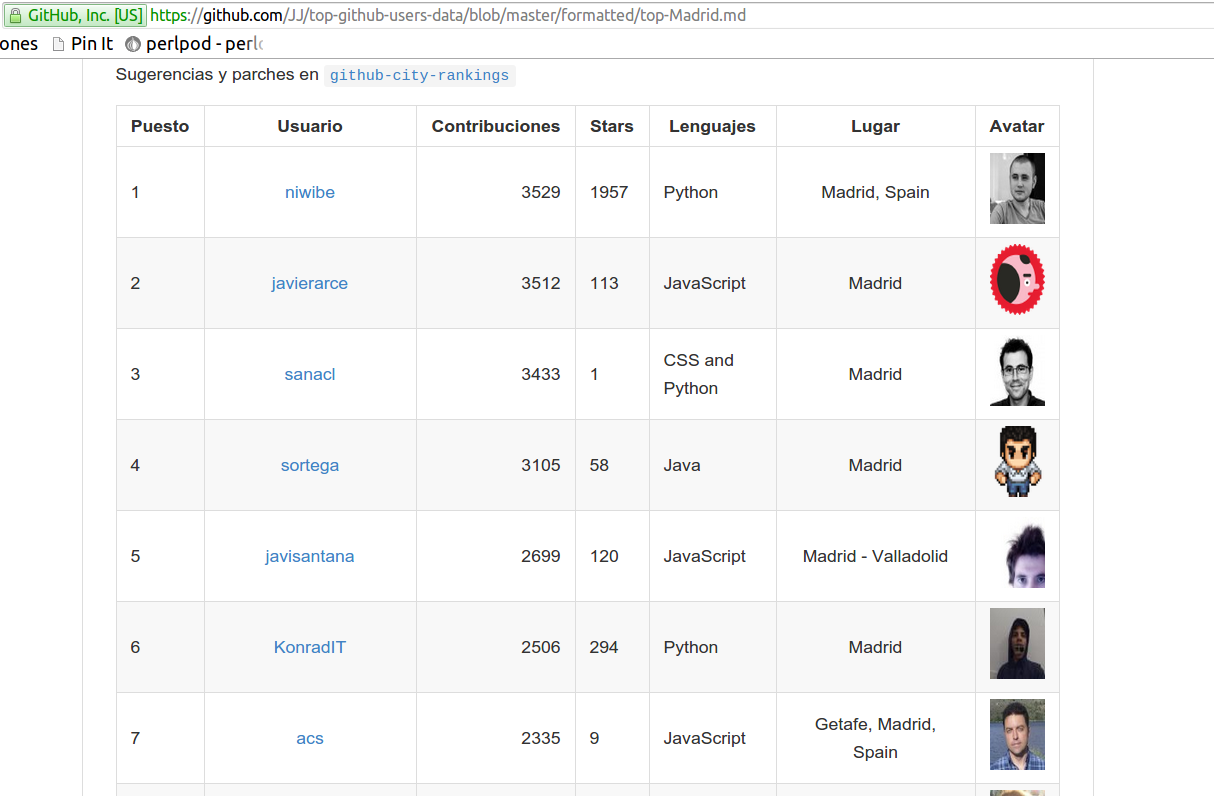 GitHub, Inc. [US] https://github.com/JJ/top-github-users-data/blob/master/formatted/top-Madrid.md
ones Pin It perlpod - perl
Sugerencias y parches en github-city-rankings
Puesto Usuario Contribuciones Stars Lenguajes Lugar Avatar
1 niwibe 3529 1957 Python Madrid, Spain
2 javierarce 3512 113 JavaScript Madrid
3 sanacl 3433 1 CSS and Python Madrid
4 sortega 3105 58 Java Madrid
5 javisantana 2699 120 JavaScript Madrid - Valladolid
6 KonradIT 2506 294 Python Madrid
7 acs 2335 9 JavaScript Getafe, Madrid, Spain